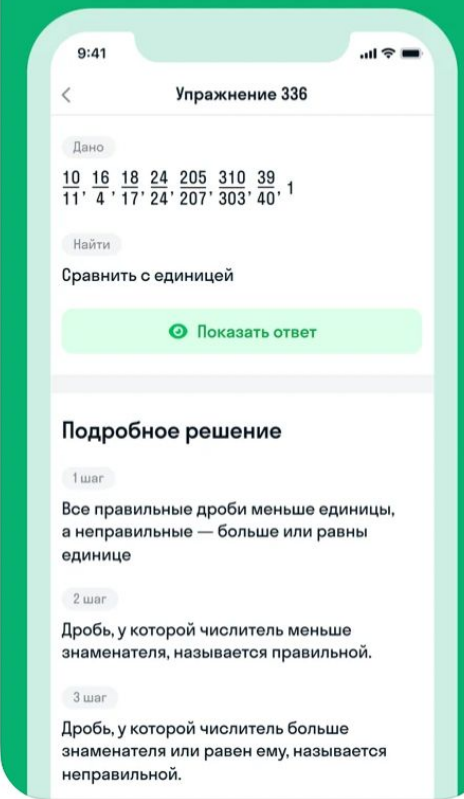 9:41
Упражнение 336
Дано
10/11, 16/4, 18/17, 24/24, 205/207, 310/303, 39/40, 1
Найти
Сравнить с единицей
Показать ответ
Подробное решение
1 шаг
Все правильные дроби меньше единицы,
а неправильные — больше или равны
единице
2 шаг
Дробь, у которой числитель меньше
знаменателя, называется правильной.
3 шаг
Дробь, у которой числитель больше
знаменателя или равен ему, называется
неправильной.